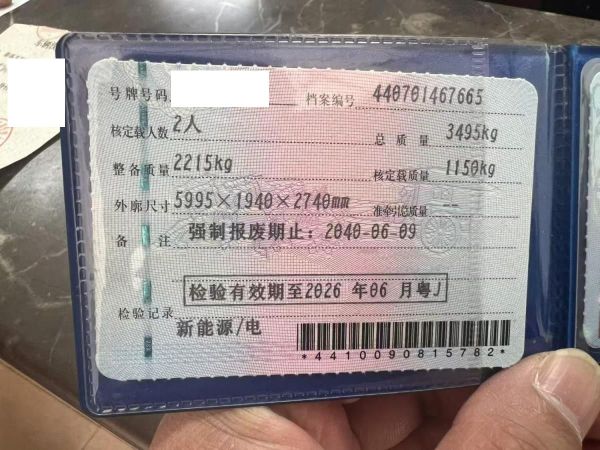 号牌号码 档案编号 440701467665
核定载人数 2人 总质量 3495kg
整备质量 2215kg 核定载质量 1150kg
外廓尺寸 5995×1940×2740mm 准牵引总质量 --
备注 强制报废期止：2040-06-09
检验有效期至2026 年06 月粤J
检验记录
新能源/电
*4410090815782*